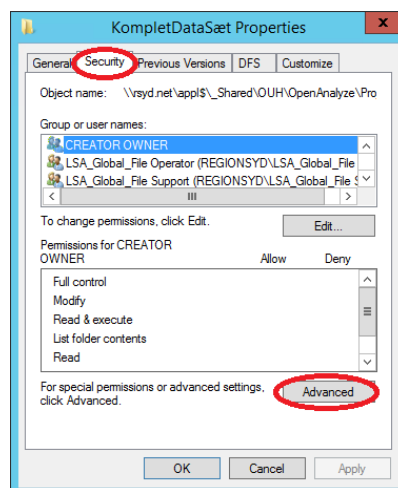 KompletDataSæt Properties
x
General Security Previous Versions DFS Customize
Object name: \\rsyd.net\appl$\_Shared\OUH\OpenAnalyze\Pro
Group or user names:
CREATOR OWNER
LSA_Global_File Operator (REGIONSYD\LSA_Global_File
LSA_Global_File Support (REGIONSYD\LSA_Global_File S
To change permissions, click Edit.
Edit...
Permissions for CREATOR
OWNER Allow Deny
Full control
Modify
Read & execute
List folder contents
Read
For special permissions or advanced settings,
click Advanced.
Advanced
OK Cancel Apply